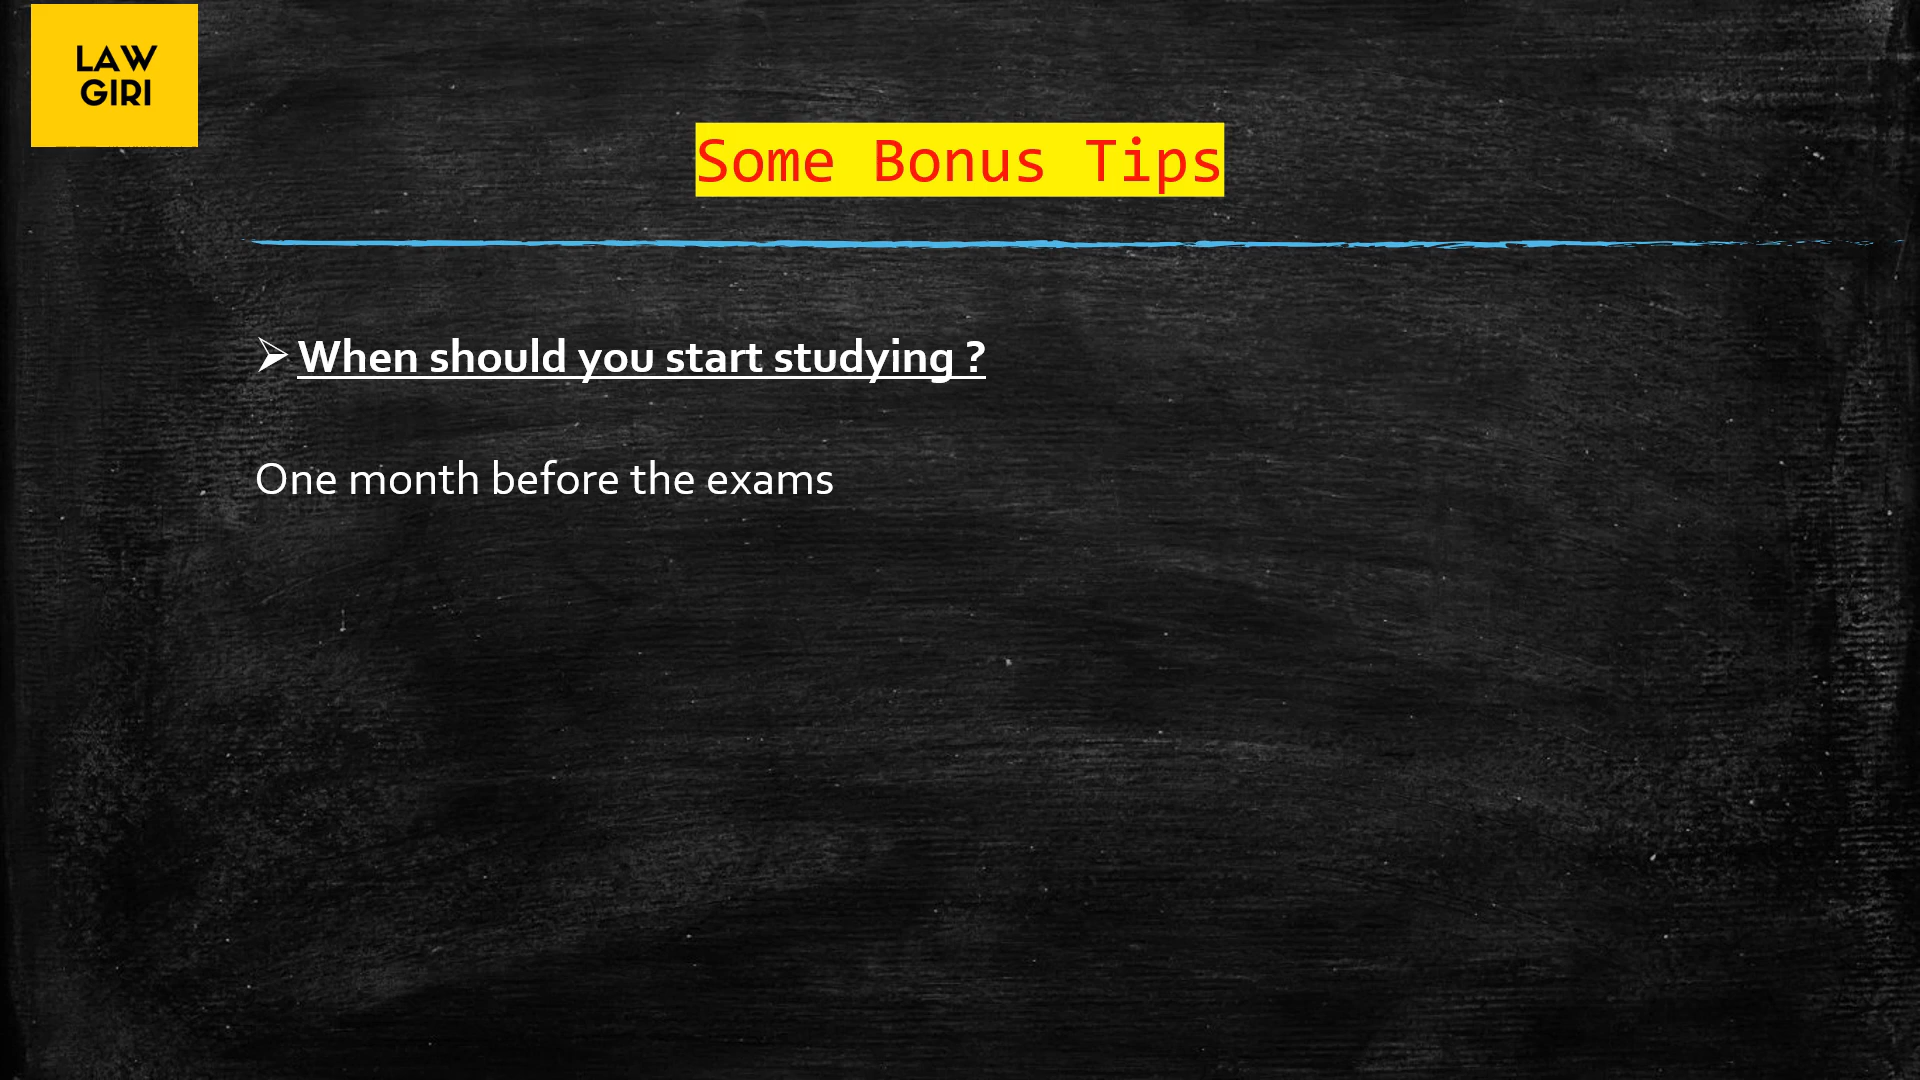 LAW
GIRI
Some Bonus Tips
When should you start studying ?
One month before the exams